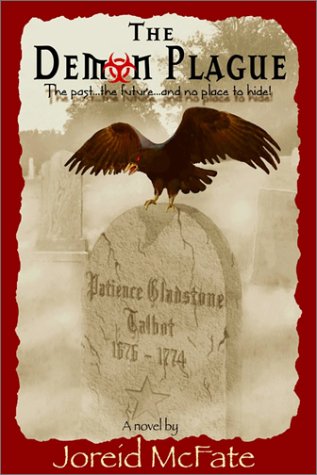 The
Demon Plague
The past...the future...and no place to hide!
Patience Gladstone
Talbot
1676 - 1774
A novel by
Joreid McFate